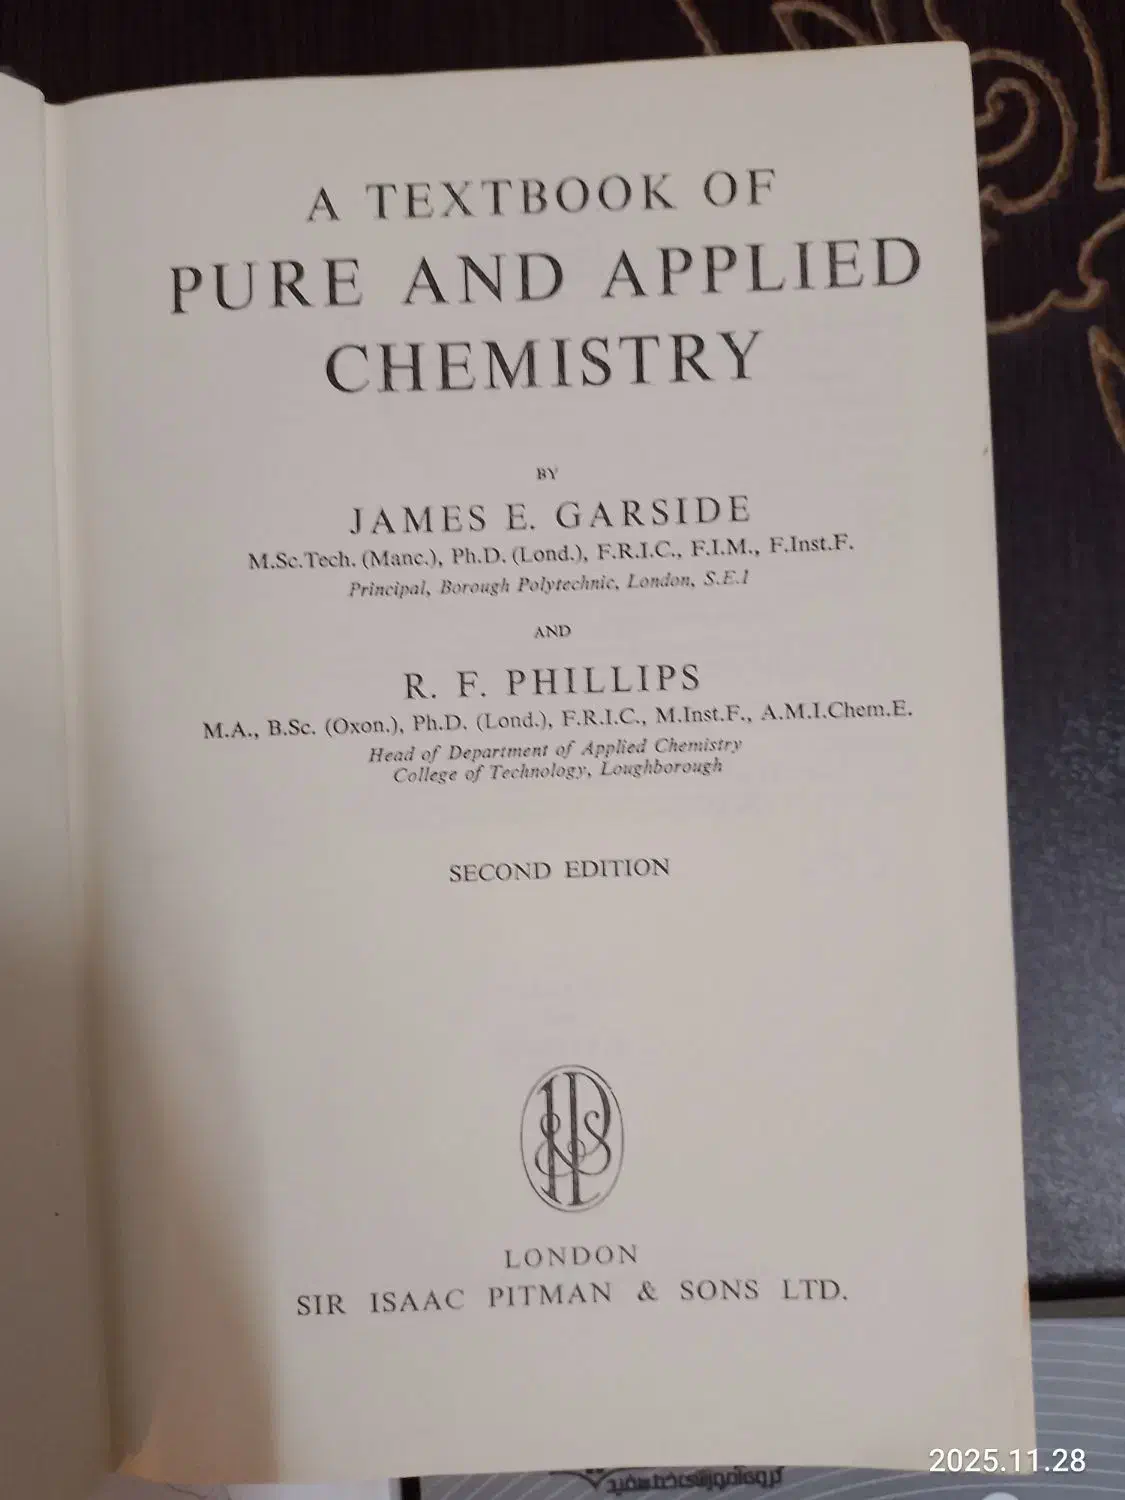 A TEXTBOOK OF
PURE AND APPLIED
CHEMISTRY
BY
JAMES E. GARSIDE
M.Sc.Tech. (Manc.), Ph.D. (Lond.), F.R.I.C., F.I.M., F.Inst.F.
Principal, Borough Polytechnic, London, S.E.1
AND
R. F. PHILLIPS
M.A., B.Sc. (Oxon.), Ph.D. (Lond.), F.R.I.C., M.Inst.F., A.M.I.Chem.E.
Head of Department of Applied Chemistry
College of Technology, Loughborough
SECOND EDITION
LONDON
SIR ISAAC PITMAN & SONS LTD.
2025.11.28